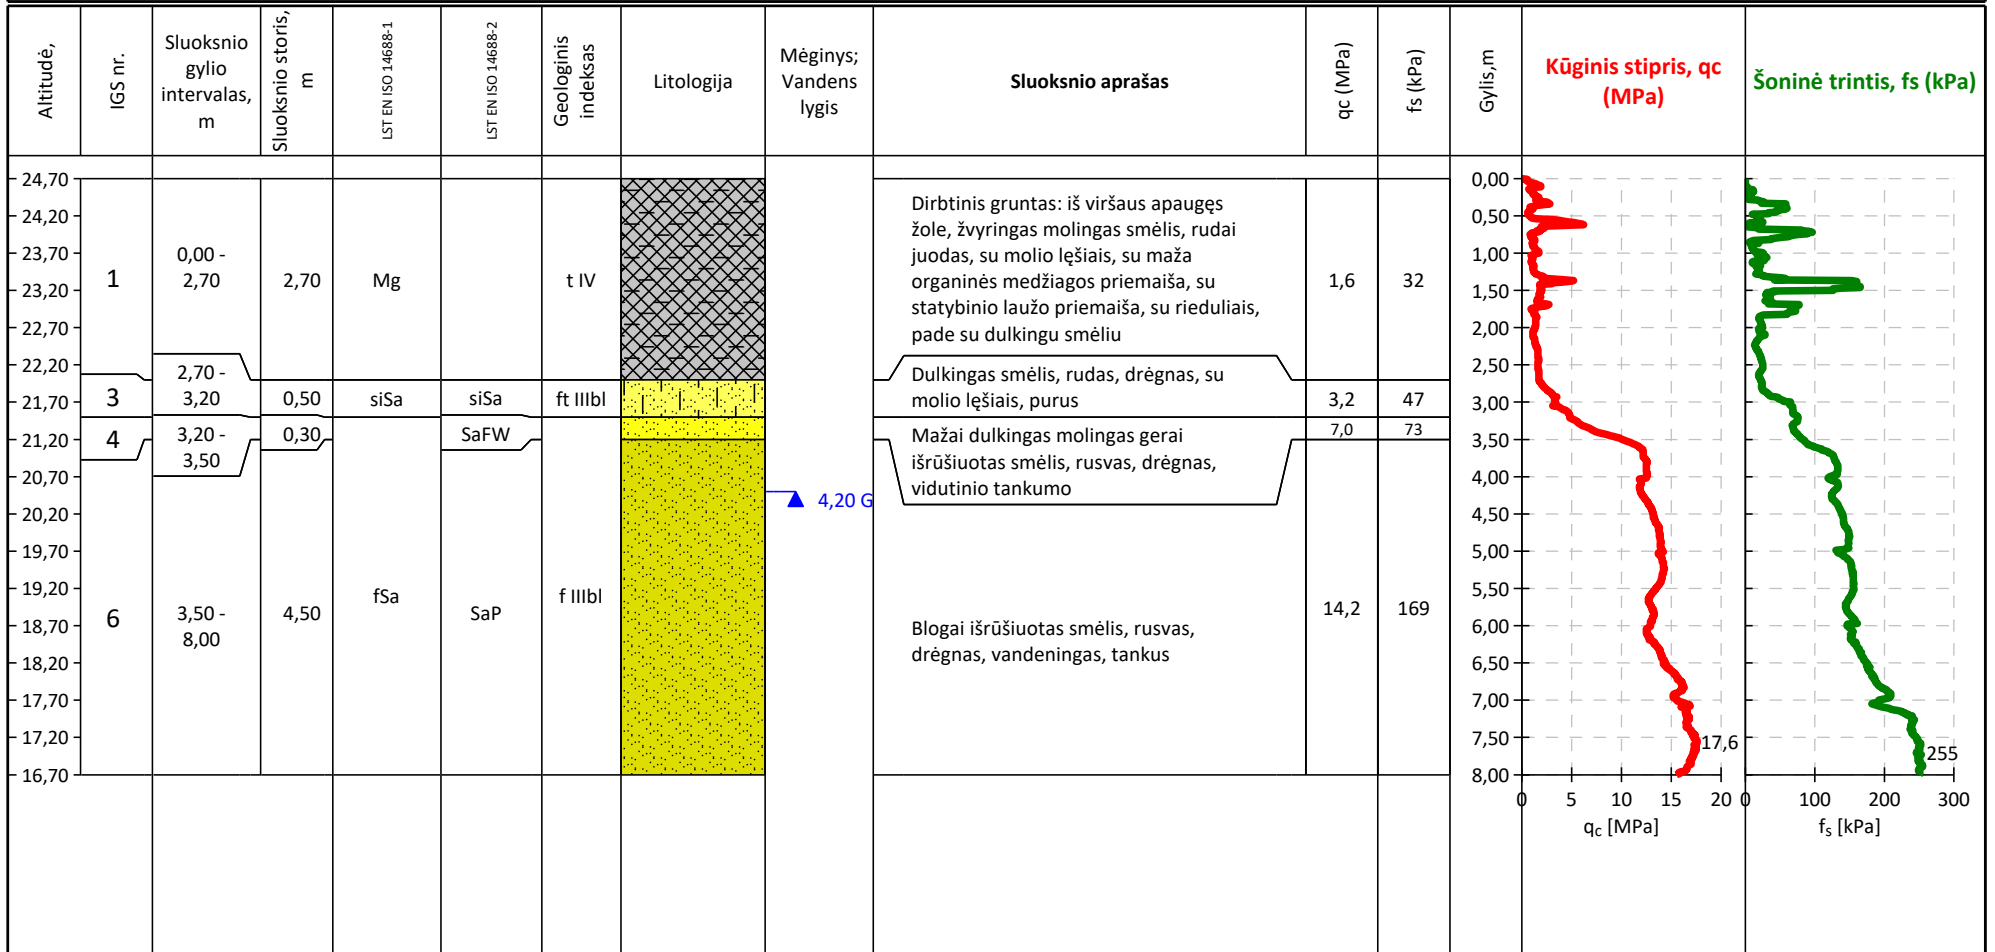 Altitudė,
IGS nr.
Sluoksnio
gylio
intervalas,
m
Sluoksnio storis,
m
LST EN ISO 14688-1
LST EN ISO 14688-2
Geologinis
indeksas
Litologija
Mėginys;
Vandens
lygis
Sluoksnio aprašas
qc (MPa)
fs (kPa)
Gylis,m
Kūginis stipris, qc
(MPa)
Šoninė trintis, fs (kPa)
24,70
24,20
23,70
23,20
22,70
22,20
21,70
21,20
20,70
20,20
19,70
19,20
18,70
18,20
17,70
17,20
16,70
1
0,00 -
2,70
2,70
Mg
t IV
Dirbtinis gruntas: iš viršaus apaugęs
žole, žvyringas molingas smėlis, rudai
juodas, su molio lęšiais, su maža
organinės medžiagos priemaiša, su
statybinio laužo priemaiša, su rieduliais,
pade su dulkingu smėliu
1,6
32
3
2,70 -
3,20
0,50
siSa
siSa
ft IIIbl
Dulkingas smėlis, rudas, drėgnas, su
molio lęšiais, purus
3,2
47
4
3,20 -
3,50
0,30
SaFW
Mažai dulkingas molingas gerai
išrūšiuotas smėlis, rusvas, drėgnas,
vidutinio tankumo
7,0
73
4,20 G
6
3,50 -
8,00
4,50
fSa
SaP
f IIIbl
Blogai išrūšiuotas smėlis, rusvas,
drėgnas, vandeningas, tankus
14,2
169
0,00
0,50
1,00
1,50
2,00
2,50
3,00
3,50
4,00
4,50
5,00
5,50
6,00
6,50
7,00
7,50
8,00
17,6
0 5 10 15 20
qc [MPa]
255
0 100 200 300
fs [kPa]